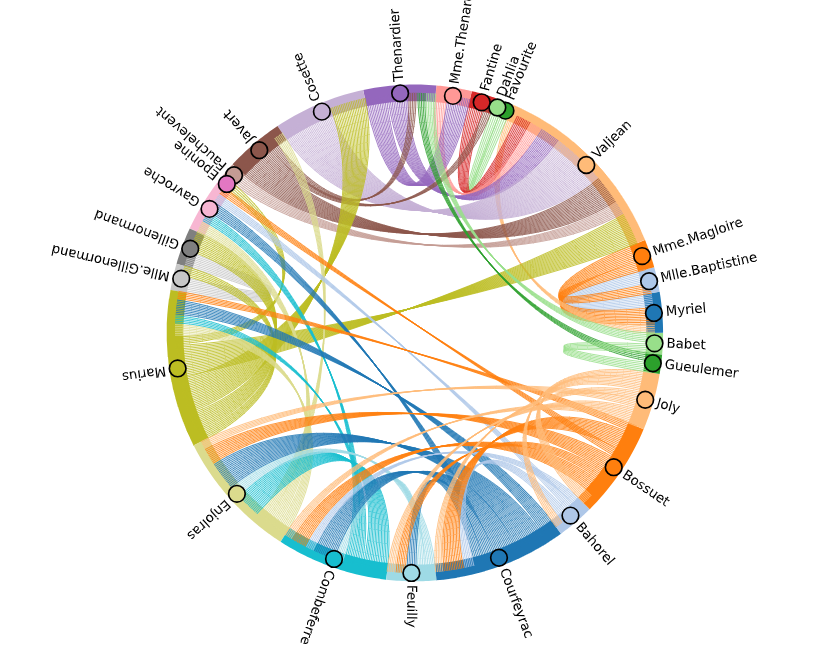 Thenardier
Mme.Thenard
Fantine
Dahlia
Favourite
Valjean
Mme.Magloire
Mlle.Baptistine
Myriel
Babet
Gueulemer
Joly
Bossuet
Bahorel
Courfeyrac
Feuilly
Combeferre
Enjolras
Marius
Mlle.Gillenormand
Gillenormand
Gavroche
Eponine
Fauchelevent
Javert
Cosette